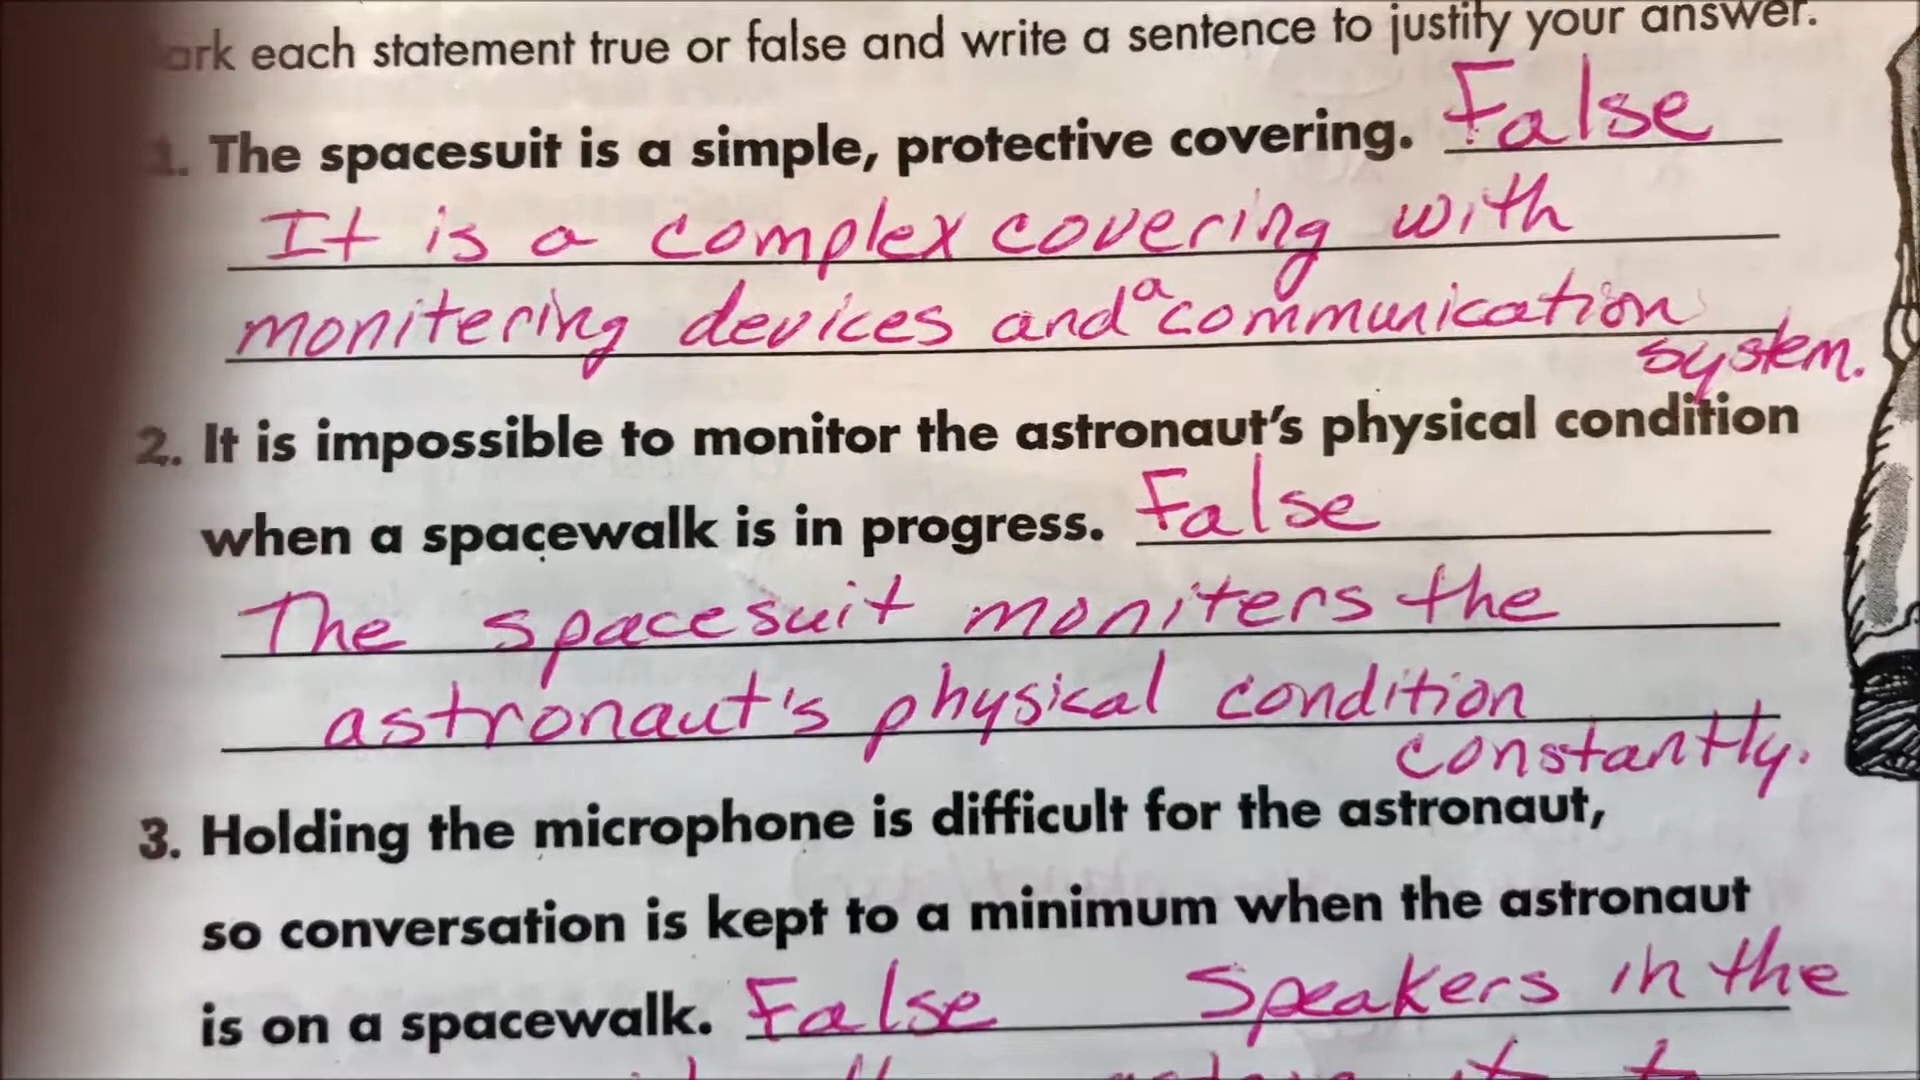 ark each statement true or false and write a sentence to justify your answer.
1. The spacesuit is a simple, protective covering. False
It is a complex covering with
monitering devices and a communication
system.
2. It is impossible to monitor the astronaut's physical condition
when a spacewalk is in progress. False
The spacesuit moniters the
astronaut's physical condition
constantly.
3. Holding the microphone is difficult for the astronaut,
so conversation is kept to a minimum when the astronaut
is on a spacewalk. False Speakers in the